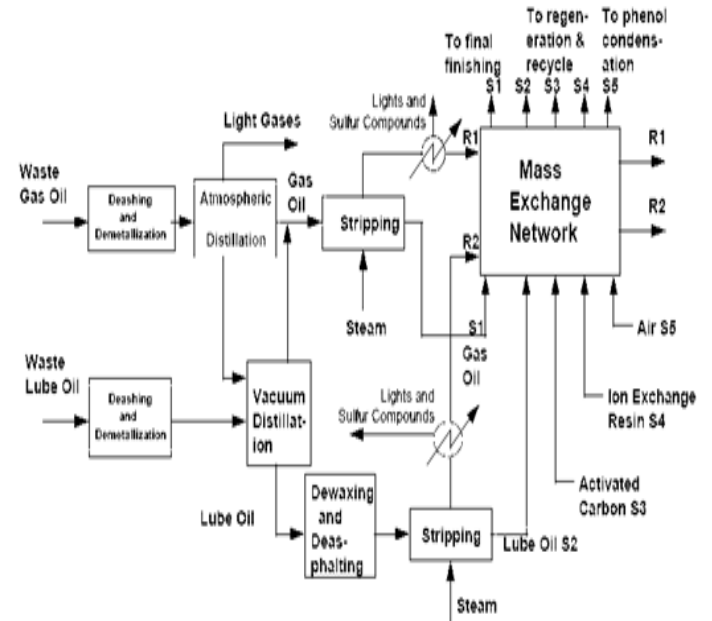 To final
finishing
S1
To regen-
eration &
recycle
S2 S3 S4
To phenol
condens-
ation
S5
Lights and
Sulfur Compounds
Light Gases
R1
R1
Mass
Exchange
Network
R2
R2
Waste
Gas Oil
Deashing
and
Demetallization
Atmospheric
Distillation
Gas
Oil
Stripping
Steam
S1
Gas
Oil
Air S5
Waste
Lube Oil
Deashing
and
Demetallization
Vacuum
Distillat-
ion
Lights and
Sulfur Compounds
Ion Exchange
Resin S4
Activated
Carbon S3
Lube Oil
Dewaxing
and
Deas-
phalting
Stripping
Lube Oil S2
Steam